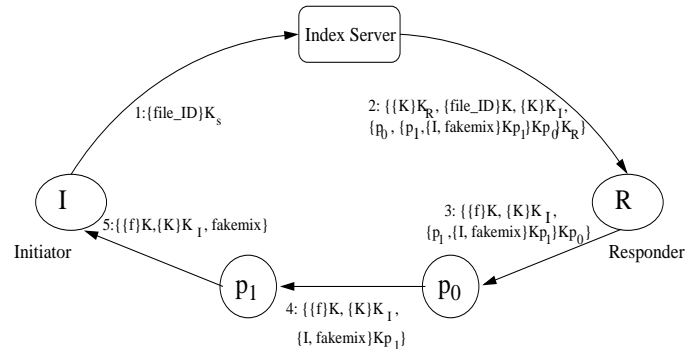 Index Server
1:{file_ID}K_s
2: {{K}K_R, {file_ID}K, {K}K_I,
{p_0, {p_1,{I, fakemix}Kp_1}Kp_0}K_R}
I
R
Initiator
5:{{f}K,{K}K_I, fakemix}
3: {{f}K, {K}K_I,
{p_1,{I, fakemix}Kp_1}Kp_0}
Responder
p_1
p_0
4: {{f}K, {K}K_I,
{I, fakemix}Kp_1}